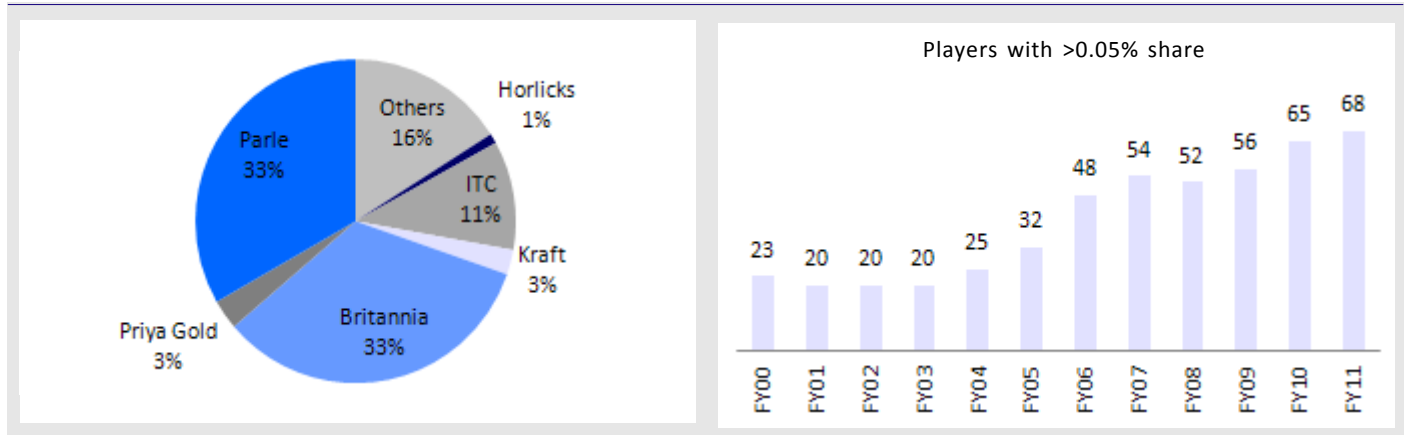 Others
16%
Horlicks
1%
Parle
33%
ITC
11%
Kraft
3%
Britannia
33%
Priya Gold
3%
Players with >0.05% share
23
20
20
20
25
32
48
54
52
56
65
68
FY00
FY01
FY02
FY03
FY04
FY05
FY06
FY07
FY08
FY09
FY10
FY11